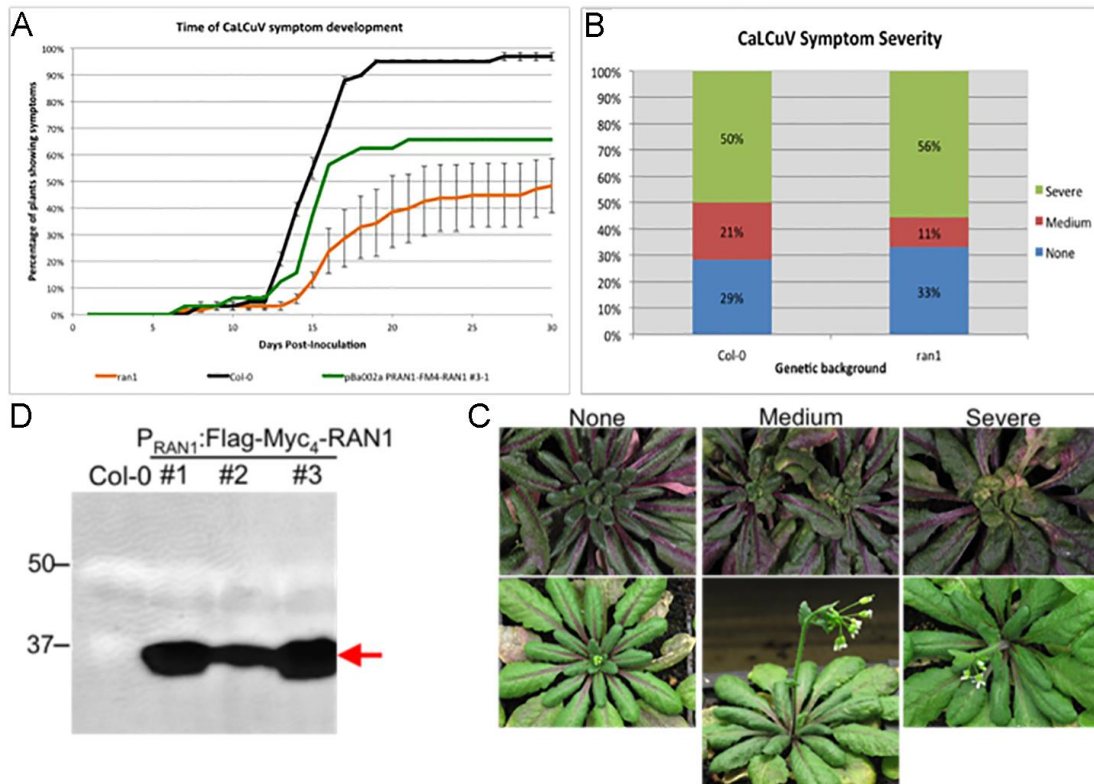 A
Time of CaLCuV symptom development
Percentage of plants showing symptoms
100%
90%
80%
70%
60%
50%
40%
30%
20%
10%
0%
0 5 10 15 20 25 30
Days Post-Inoculation
ran1 Col-0 pBa002a PRAN1-FM4-RAN1 #3-1
B
CaLCuV Symptom Severity
100%
90%
80%
70%
60%
50%
40%
30%
20%
10%
0%
50% 56%
21% 11%
29% 33%
Severe
Medium
None
Col-0 ran1
Genetic background
D
PRAN1:Flag-Myc4-RAN1
Col-0 #1 #2 #3
50
37
C
None Medium Severe